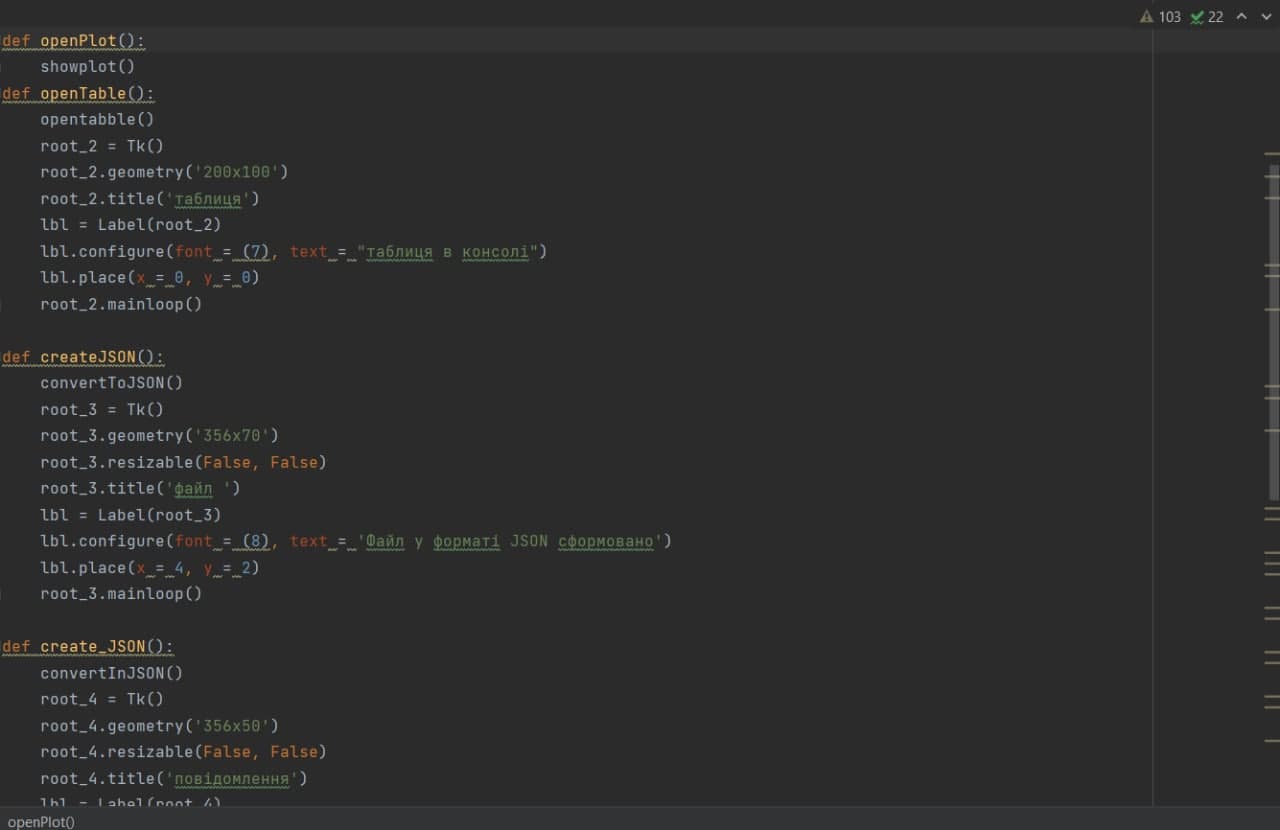 103 22
def openPlot():
showplot()
def openTable():
opentabble()
root_2 = Tk()
root_2.geometry('200x100')
root_2.title('таблиця')
lbl = Label(root_2)
lbl.configure(font = (7), text = "таблиця в консолі")
lbl.place(x = 0, y = 0)
root_2.mainloop()
def createJSON():
convertToJSON()
root_3 = Tk()
root_3.geometry('356x70')
root_3.resizable(False, False)
root_3.title('файл ')
lbl = Label(root_3)
lbl.configure(font = (8), text = 'Файл у форматі JSON сформовано')
lbl.place(x = 4, y = 2)
root_3.mainloop()
def create_JSON():
convertInJSON()
root_4 = Tk()
root_4.geometry('356x50')
root_4.resizable(False, False)
root_4.title('повідомлення')
lbl = Label(root_4)
openPlot()